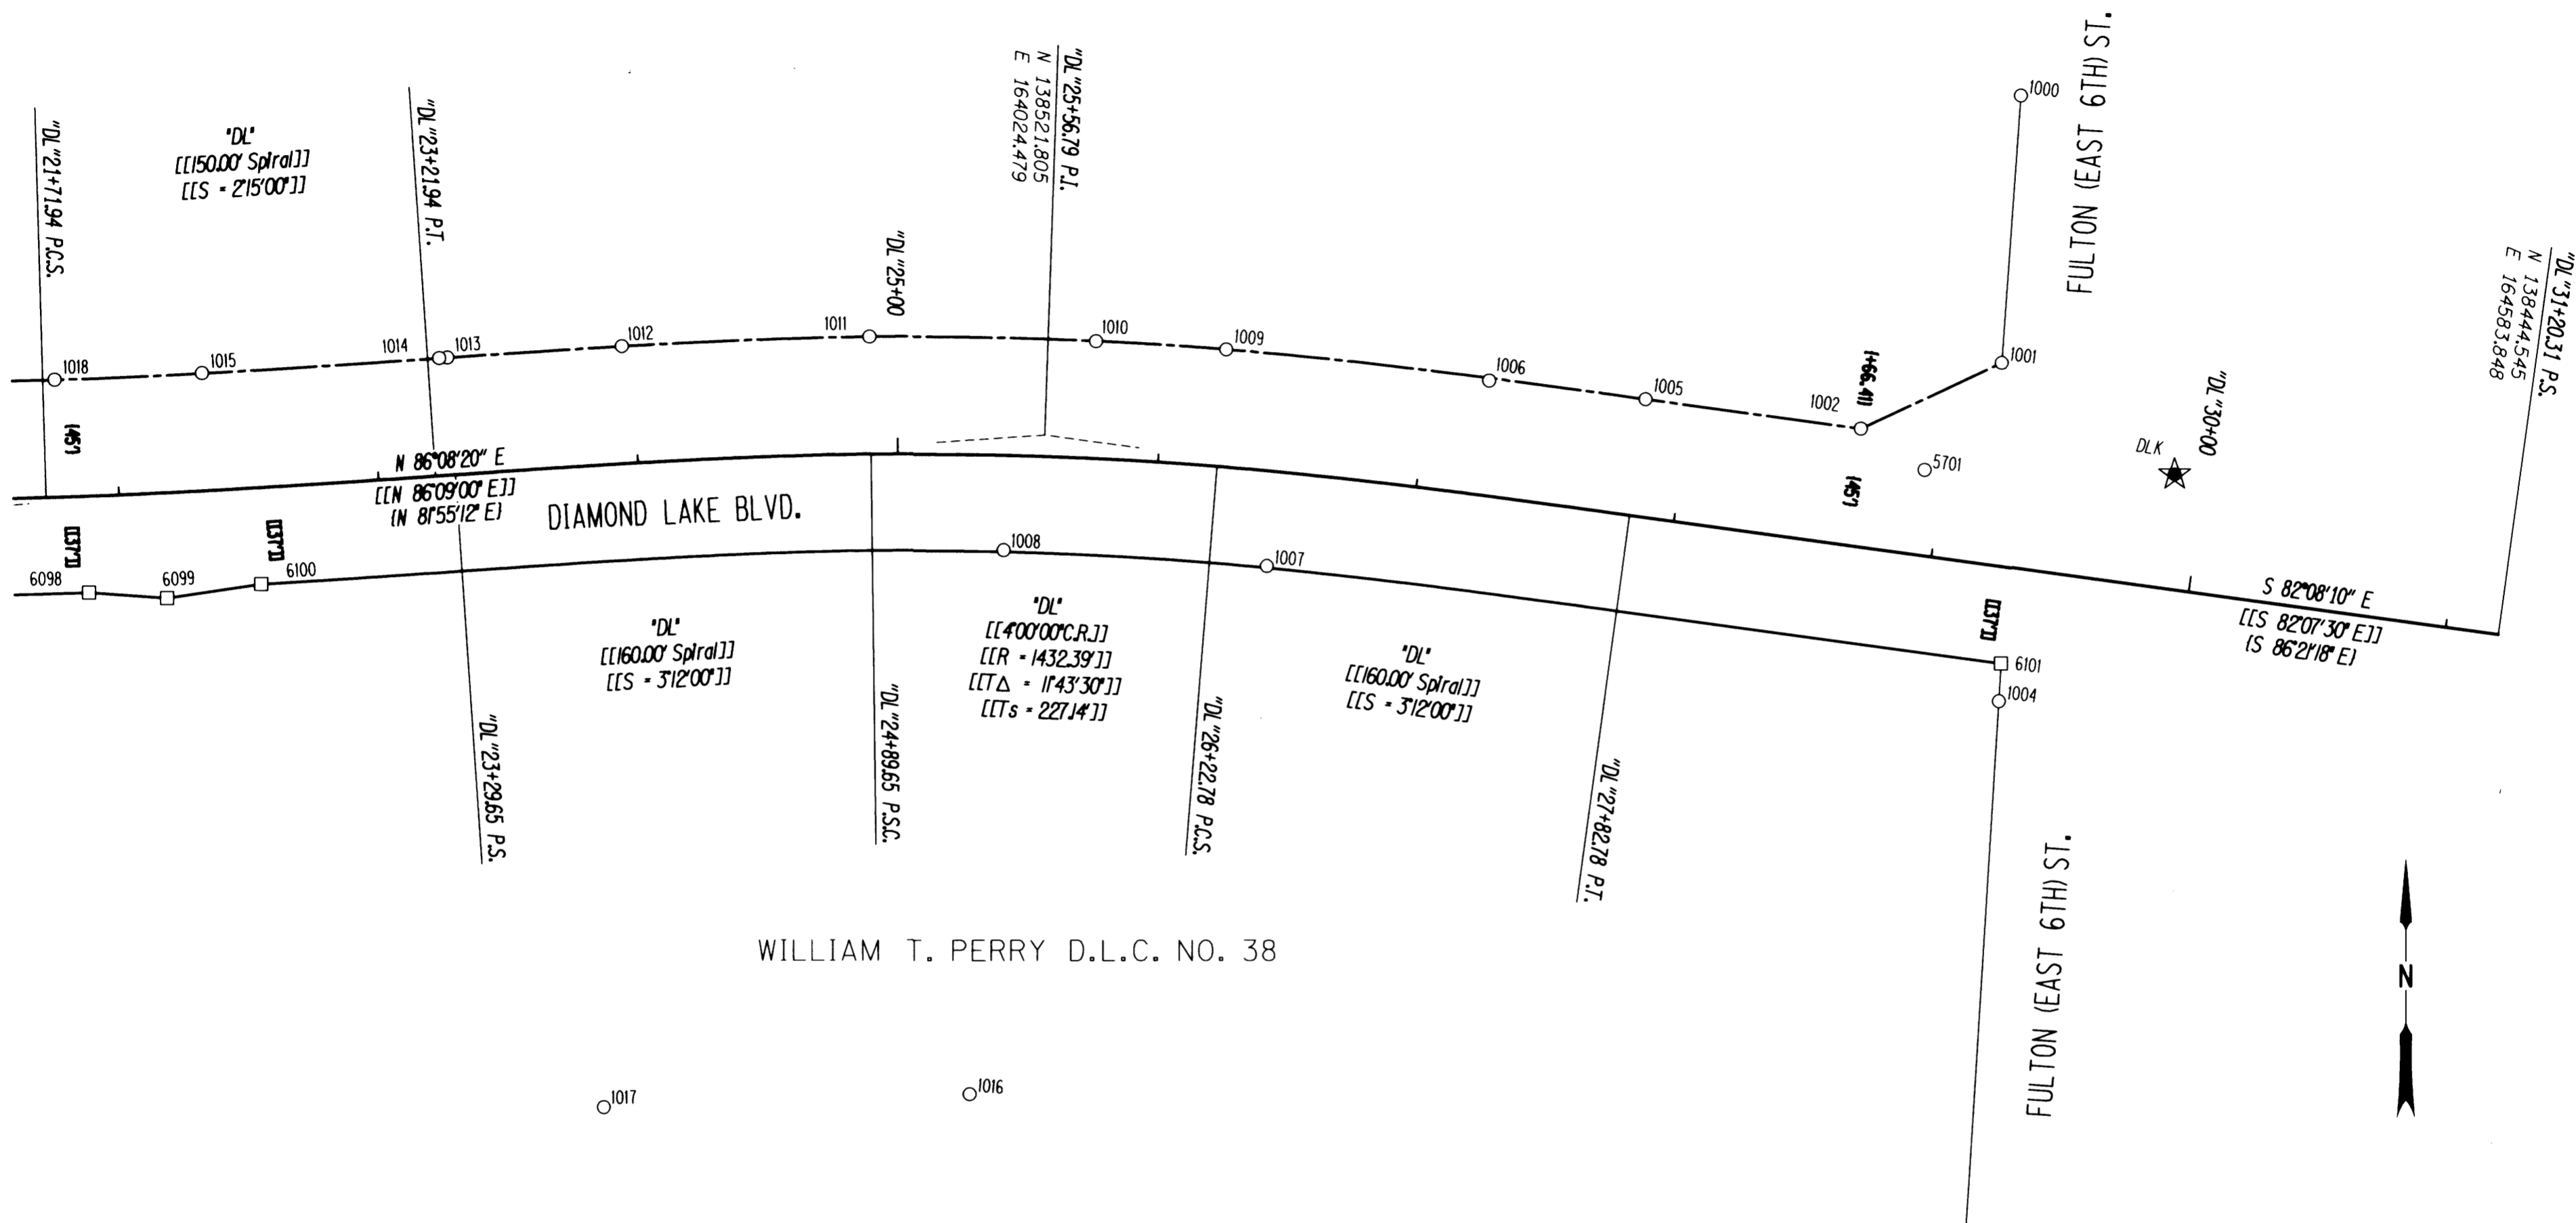 "DL"21+71.94 P.C.S.
"DL"
[[150.00' Spiral]]
[[S = 2°15'00"]]
"DL"23+21.94 P.T.
"DL"25+00
"DL"25+56.79 P.I.
N 138521.805
E 164024.479
FULTON (EAST 6TH) ST.
1000
1001
"DL"31+20.31 P.S.
N 138444.545
E 164583.848
"DL"30+00
DLK
5701
{+66.41}
1002
{45'}
1005
1006
1009
1010
1011
1012
1013
1014
1015
1018
{45'}
N 86°08'20" E
[[N 86°09'00" E]]
{N 81°55'12" E}
DIAMOND LAKE BLVD.
[[37']]
[[37']]
6098
6099
6100
1008
1007
"DL"
[[160.00' Spiral]]
[[S = 3°12'00"]]
"DL"
[[4°00'00" C.R.]]
[[R = 1432.39']]
[[TΔ = 11°43'30"]]
[[Ts = 227.14']]
"DL"
[[160.00' Spiral]]
[[S = 3°12'00"]]
[[37']]
6101
1004
S 82°08'10" E
[[S 82°07'30" E]]
{S 86°21'18" E}
"DL"23+29.65 P.S.
"DL"24+89.65 P.S.C.
"DL"26+22.78 P.C.S.
"DL"27+82.78 P.T.
WILLIAM T. PERRY D.L.C. NO. 38
FULTON (EAST 6TH) ST.
N
1017
1016